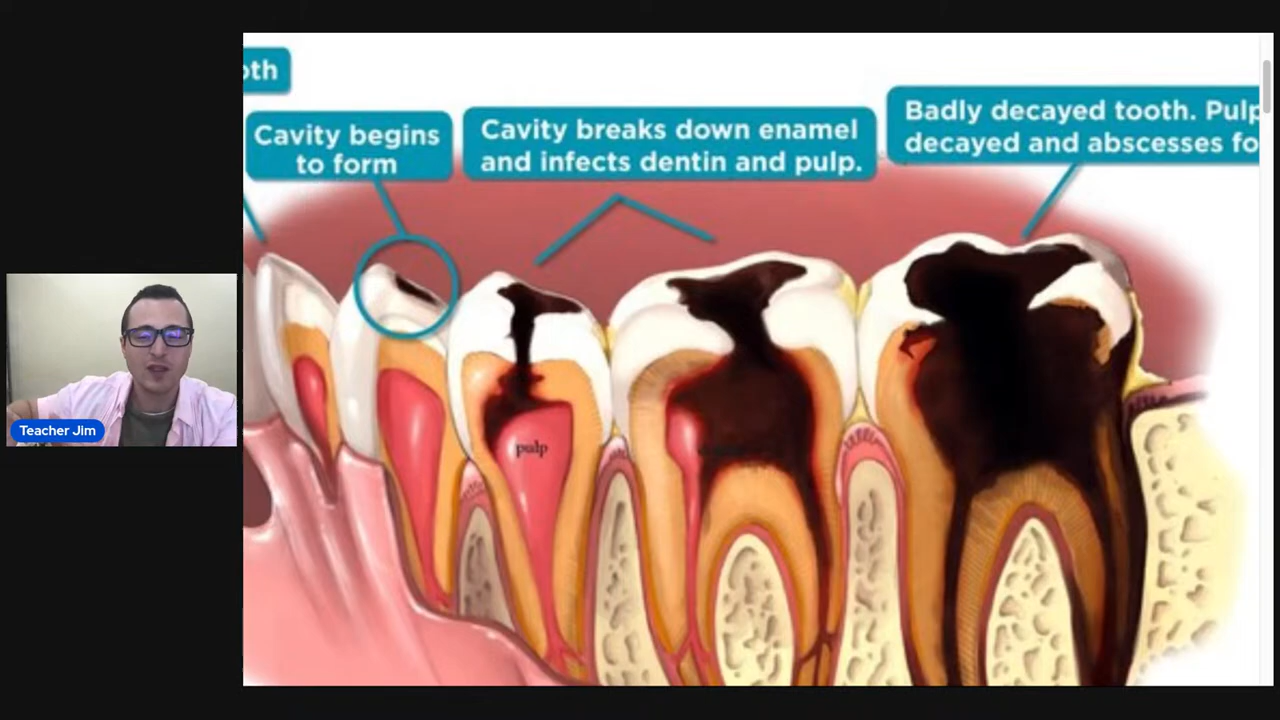 oth
Cavity begins
to form
Cavity breaks down enamel
and infects dentin and pulp.
Badly decayed tooth. Pulp
decayed and abscesses fo
pulp
Teacher Jim